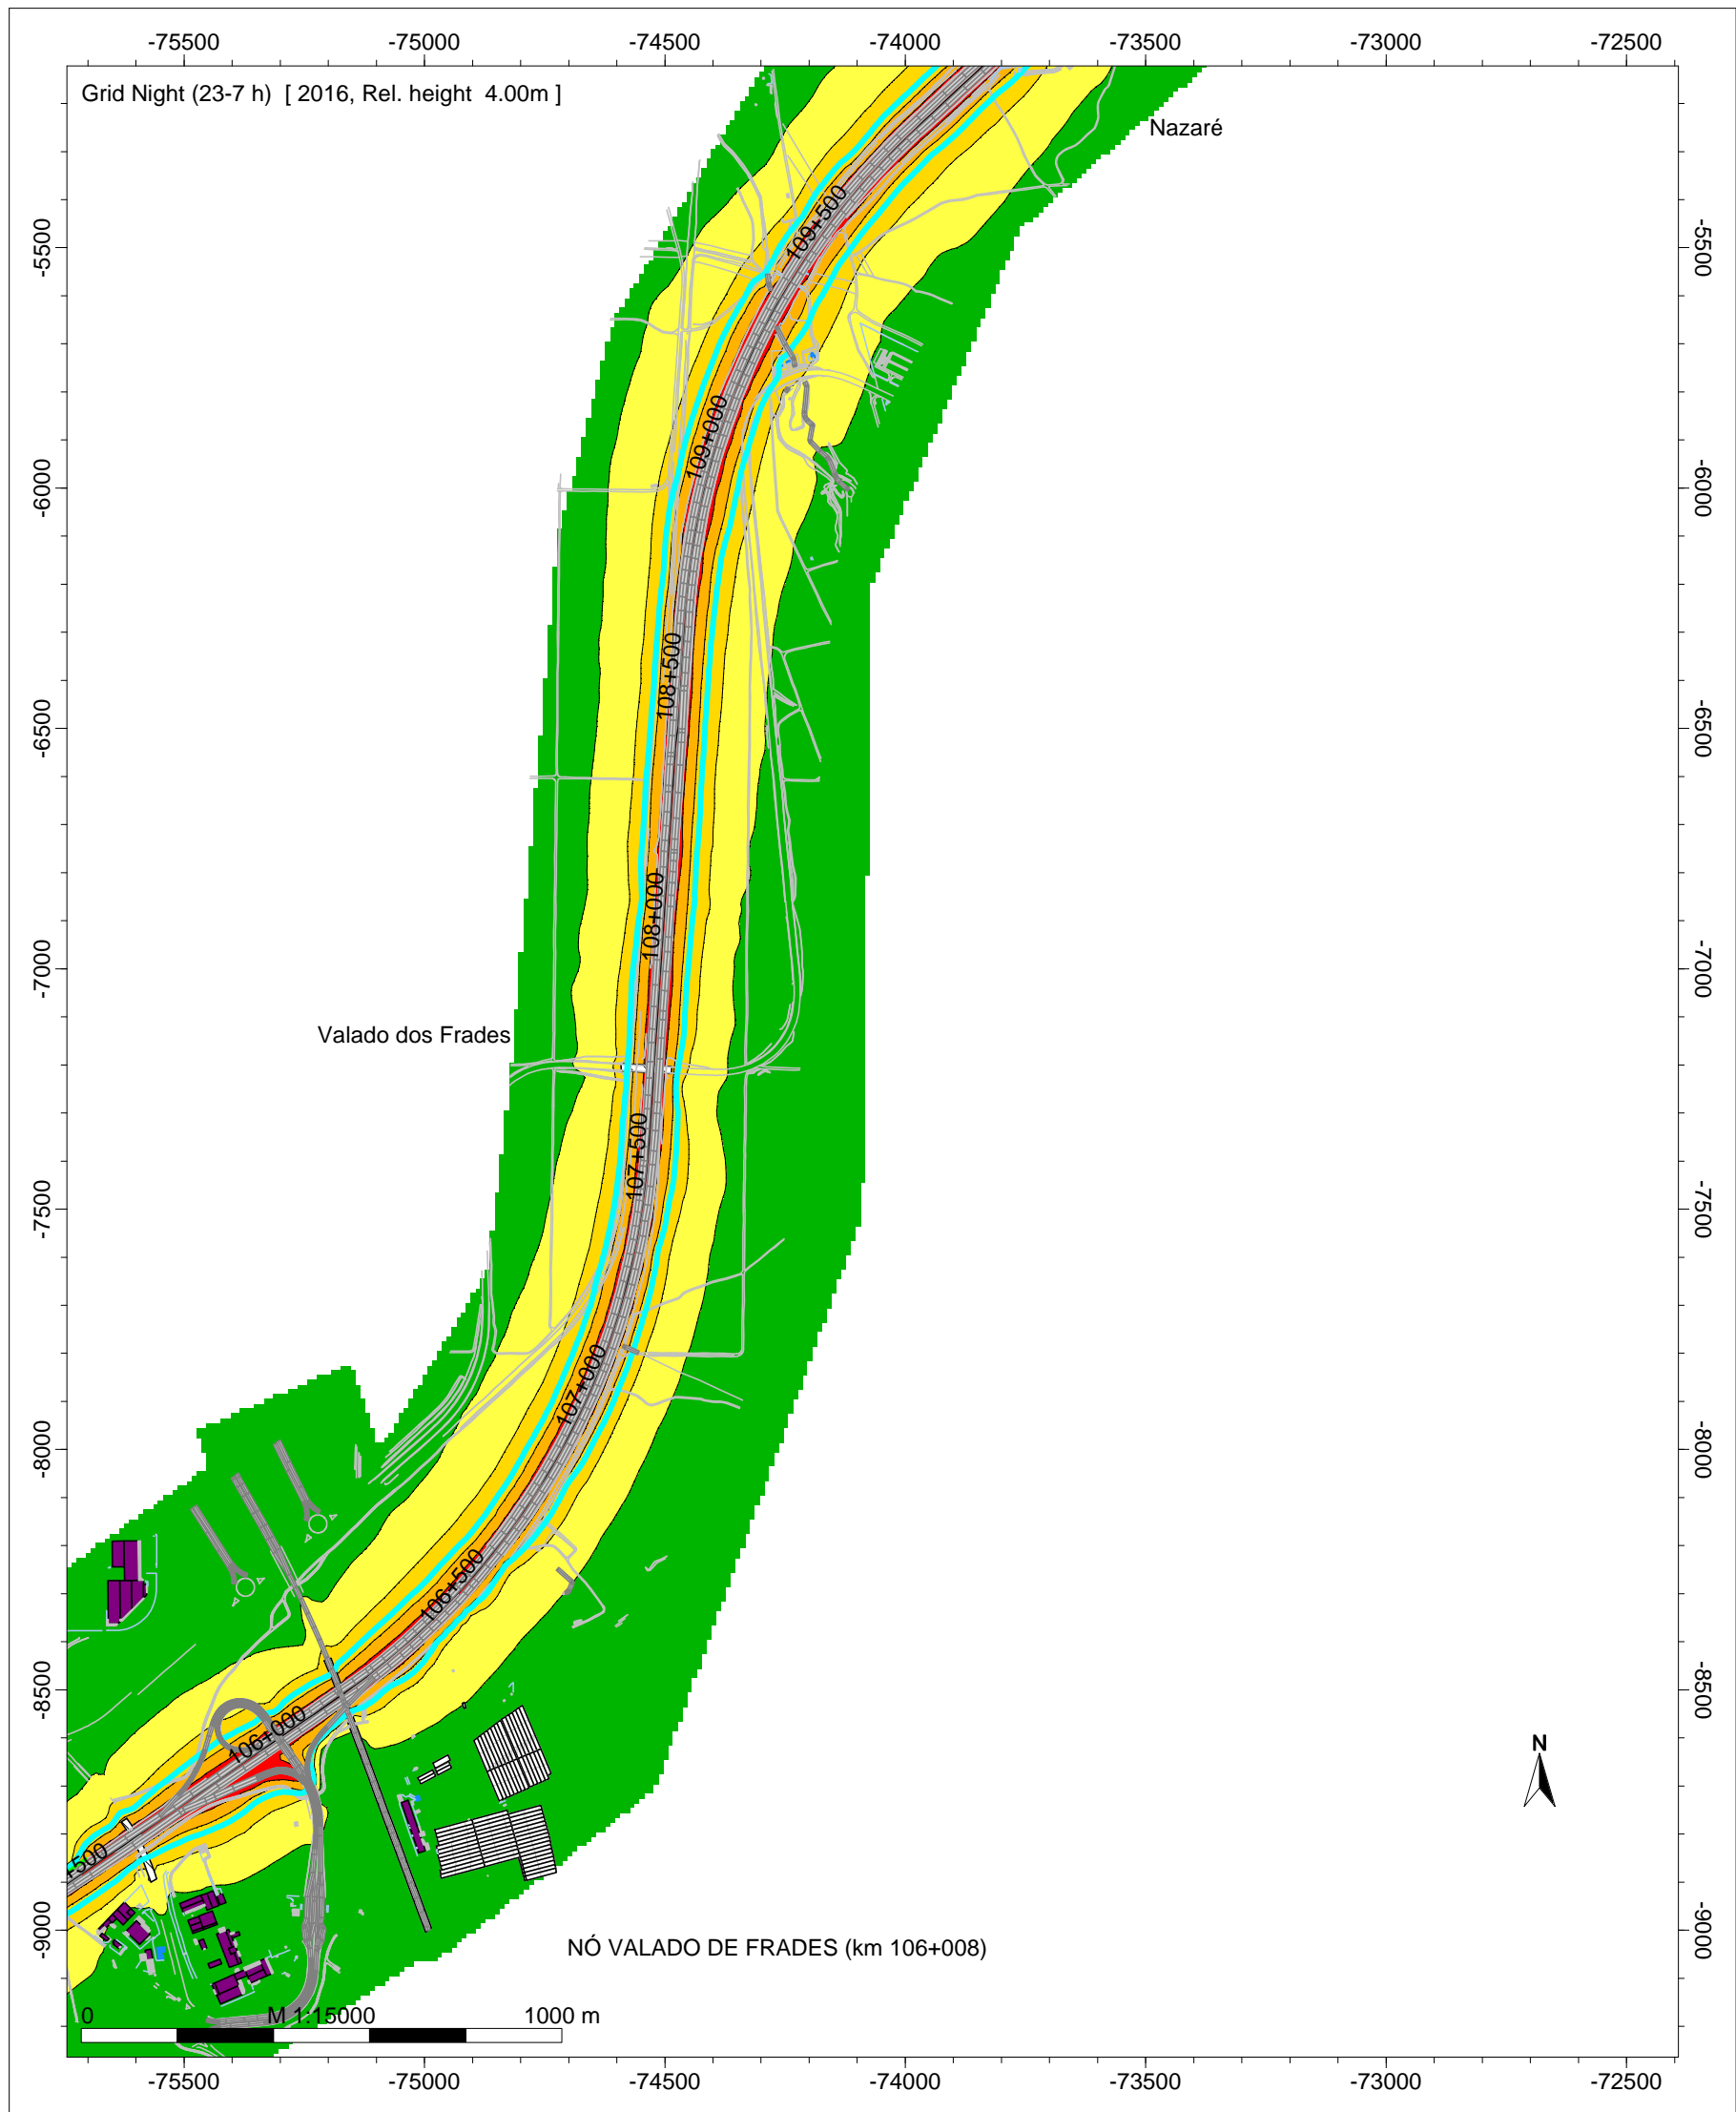 -75500 -75000 -74500 -74000 -73500 -73000 -72500
Grid Night (23-7 h) [ 2016, Rel. height 4.00m ]
Nazaré
109+500
-5500 -5500
109+000
-6000 -6000
108+500
-6500 -6500
108+000
-7000 -7000
Valado dos Frades
107+500
-7500 -7500
107+000
-8000 -8000
106+500
-8500 -8500
106+000
N
+500
-9000 -9000
NÓ VALADO DE FRADES (km 106+008)
0 M 1:15000 1000 m
-75500 -75000 -74500 -74000 -73500 -73000 -72500